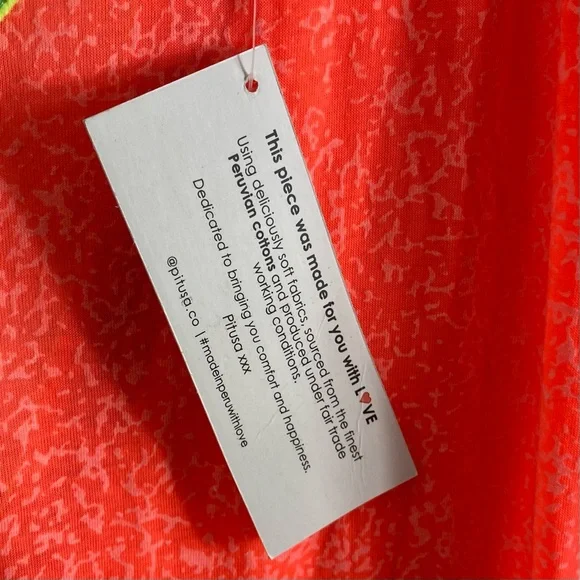 This piece was made for you with L❤VE
Using deliciously soft fabrics, sourced from the finest
Peruvian cottons and produced under fair trade
working conditions.
Dedicated to bringing you comfort and happiness.
Pitusa xxx
@pitusa.co | #madeinperuwithlove